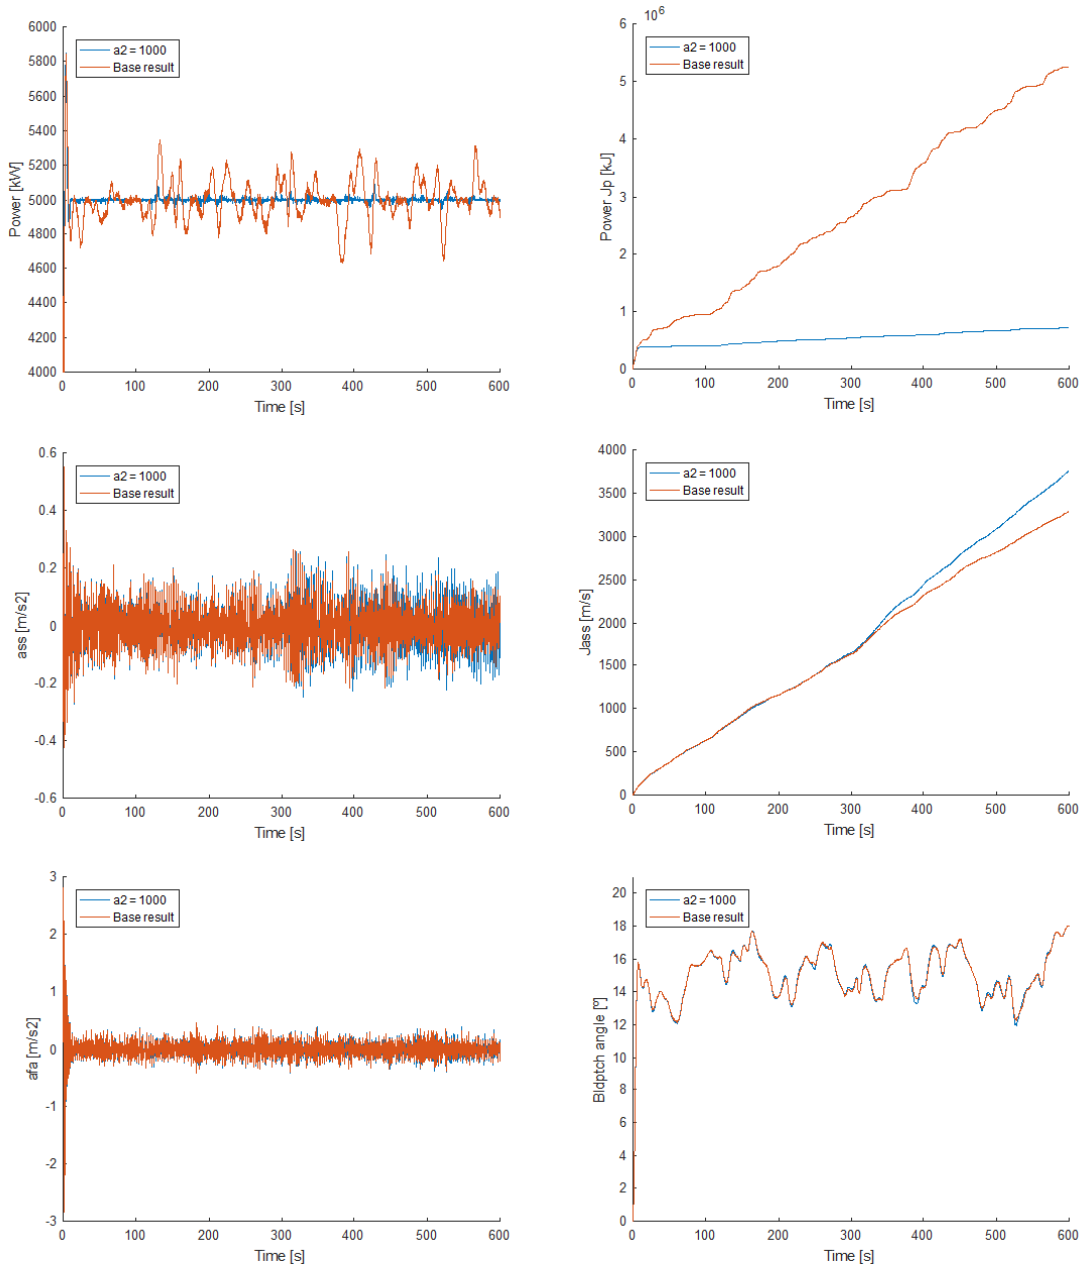 6000
5800
5600
5400
5200
5000
4800
4600
4400
4200
4000
Power [kW]
a2 = 1000
Base result
0 100 200 300 400 500 600
Time [s]
×10^6
6
5
4
3
2
1
0
Power Jp [kJ]
a2 = 1000
Base result
0 100 200 300 400 500 600
Time [s]
0.6
0.4
0.2
0
-0.2
-0.4
-0.6
ass [m/s2]
a2 = 1000
Base result
0 100 200 300 400 500 600
Time [s]
4000
3500
3000
2500
2000
1500
1000
500
0
Jass [m/s]
a2 = 1000
Base result
0 100 200 300 400 500 600
Time [s]
3
2
1
0
-1
-2
-3
afa [m/s2]
a2 = 1000
Base result
0 100 200 300 400 500 600
Time [s]
20
18
16
14
12
10
8
6
4
2
0
Bldptch angle [º]
a2 = 1000
Base result
0 100 200 300 400 500 600
Time [s]